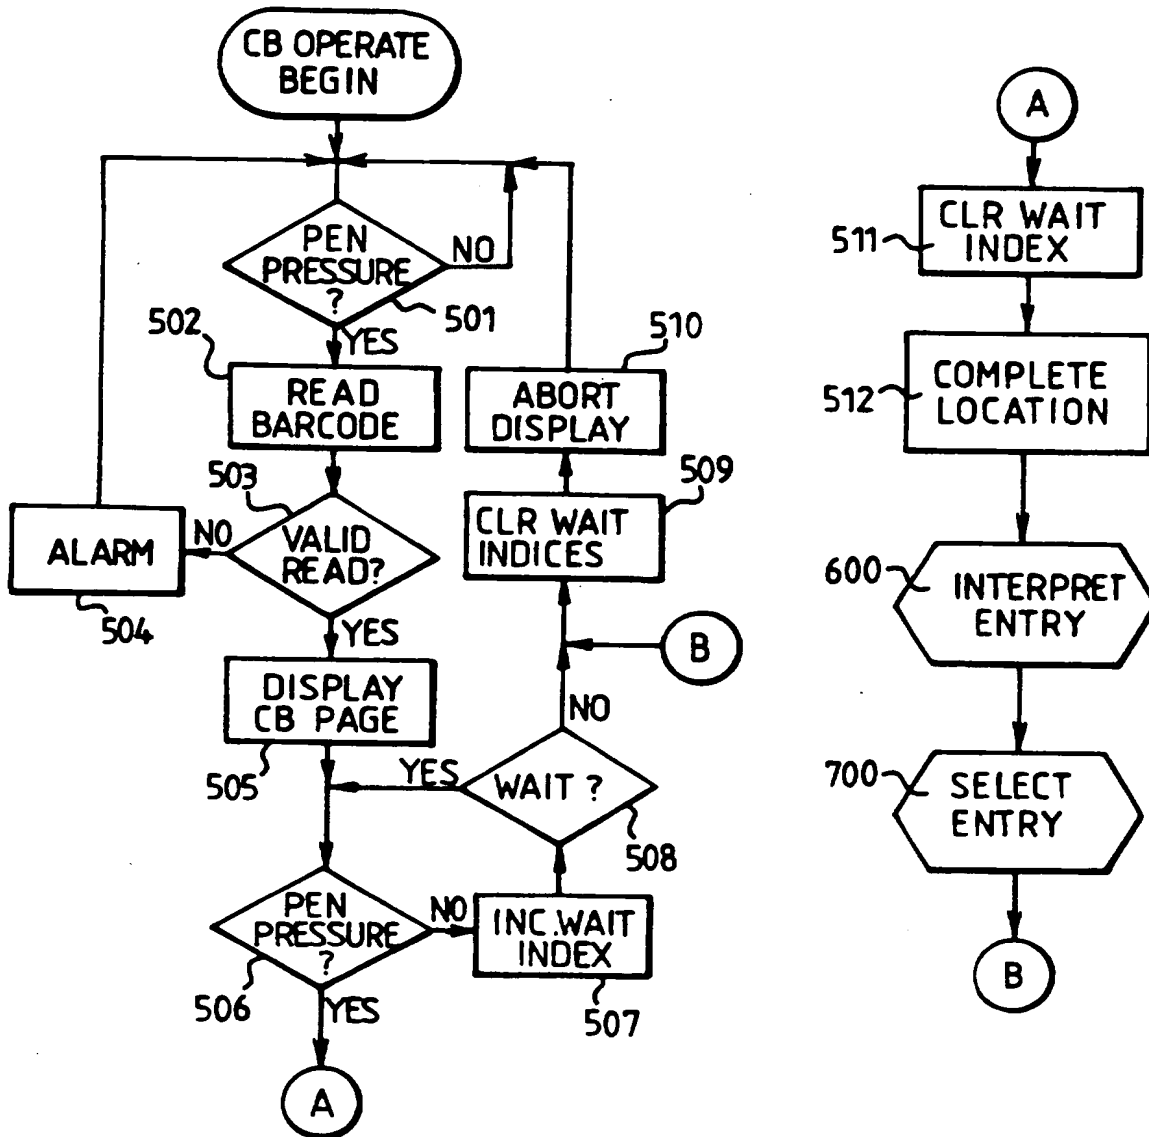 CB OPERATE
BEGIN
PEN
PRESSURE
?
NO
501
YES
502
READ
BARCODE
503
VALID
READ?
NO
ALARM
504
YES
DISPLAY
CB PAGE
505
PEN
PRESSURE
?
506
NO
YES
A
INC.WAIT
INDEX
507
WAIT ?
508
YES
NO
B
CLR WAIT
INDICES
509
ABORT
DISPLAY
510
A
511
CLR WAIT
INDEX
512
COMPLETE
LOCATION
600
INTERPRET
ENTRY
700
SELECT
ENTRY
B